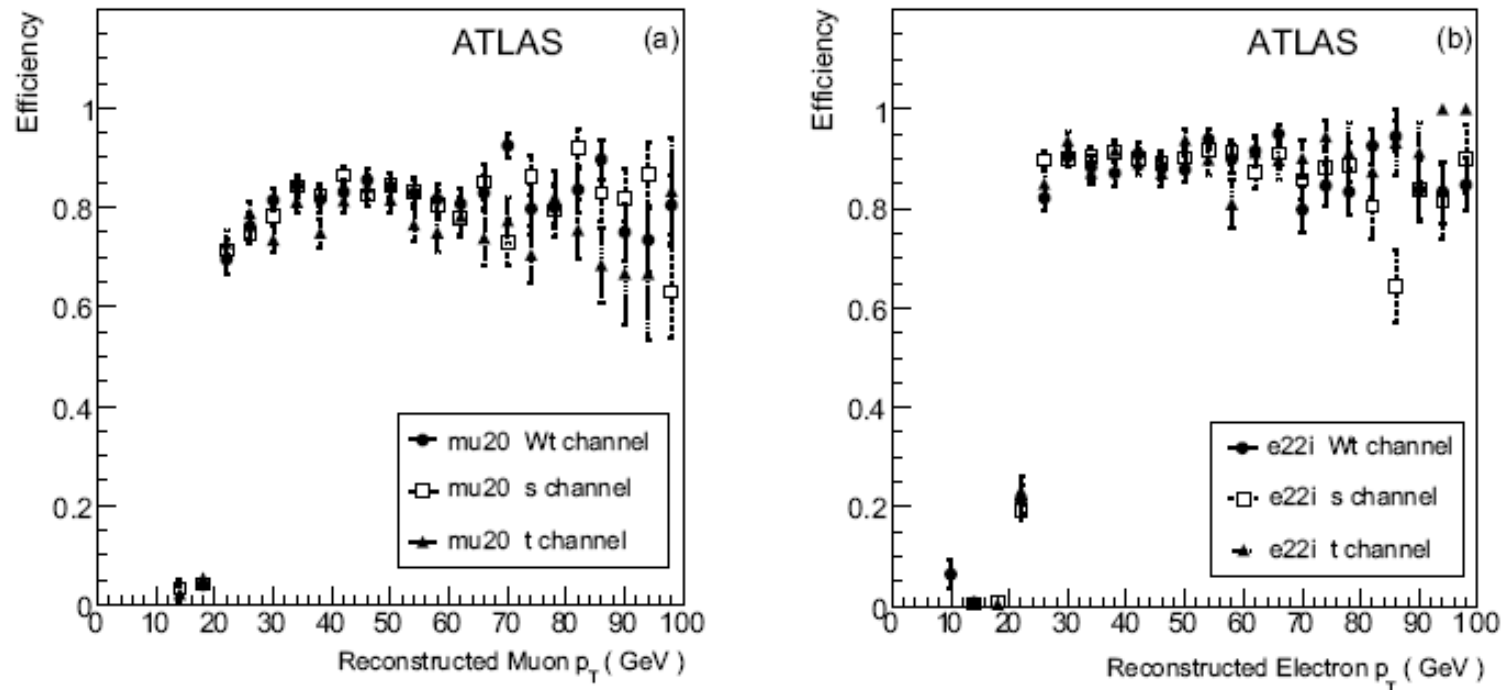 ATLAS (a)
Efficiency
1
0.8
0.6
0.4
0.2
0
mu20 Wt channel
mu20 s channel
mu20 t channel
0 10 20 30 40 50 60 70 80 90 100
Reconstructed Muon p_T ( GeV )
ATLAS (b)
Efficiency
1
0.8
0.6
0.4
0.2
0
e22i Wt channel
e22i s channel
e22i t channel
0 10 20 30 40 50 60 70 80 90 100
Reconstructed Electron p_T ( GeV )